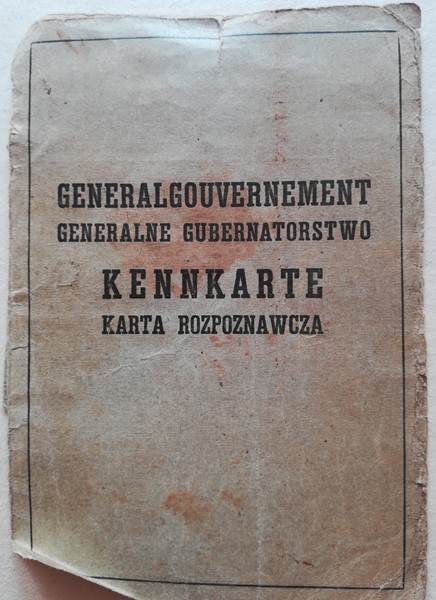 GENERALGOUVERNEMENT
GENERALNE GUBERNATORSTWO
KENNKARTE
KARTA ROZPOZNAWCZA